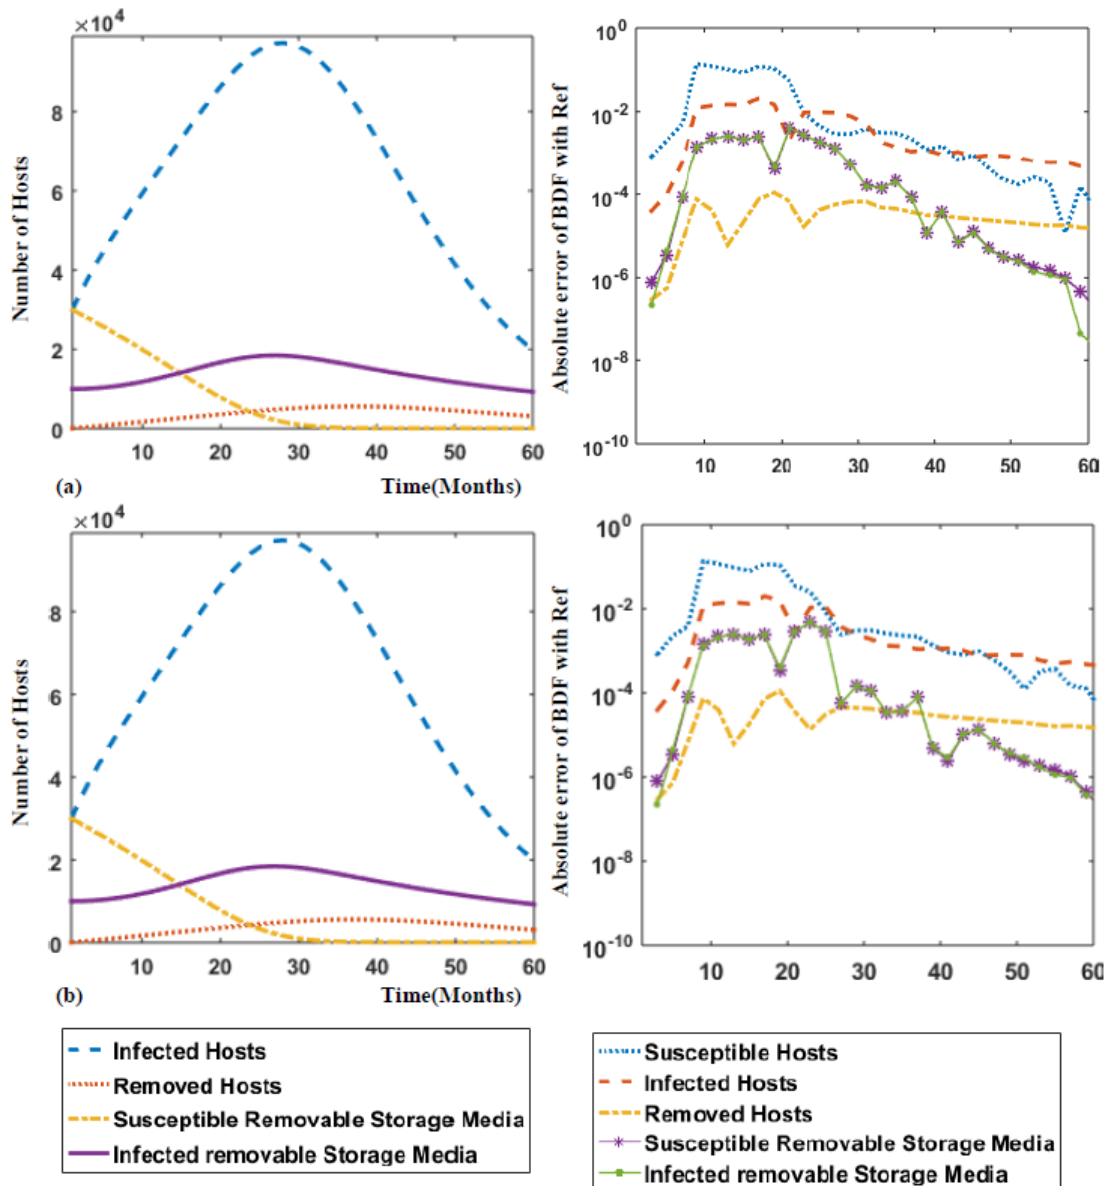 ×10^4
Number of Hosts
8
6
4
2
0
10 20 30 40 50 60
(a) Time(Months)
Absolute error of BDF with Ref
10^0
10^-2
10^-4
10^-6
10^-8
10^-10
10 20 30 40 50 60
×10^4
Number of Hosts
8
6
4
2
0
10 20 30 40 50 60
(b) Time(Months)
Absolute error of BDF with Ref
10^0
10^-2
10^-4
10^-6
10^-8
10^-10
10 20 30 40 50 60
Infected Hosts
Removed Hosts
Susceptible Removable Storage Media
Infected removable Storage Media
Susceptible Hosts
Infected Hosts
Removed Hosts
Susceptible Removable Storage Media
Infected removable Storage Media